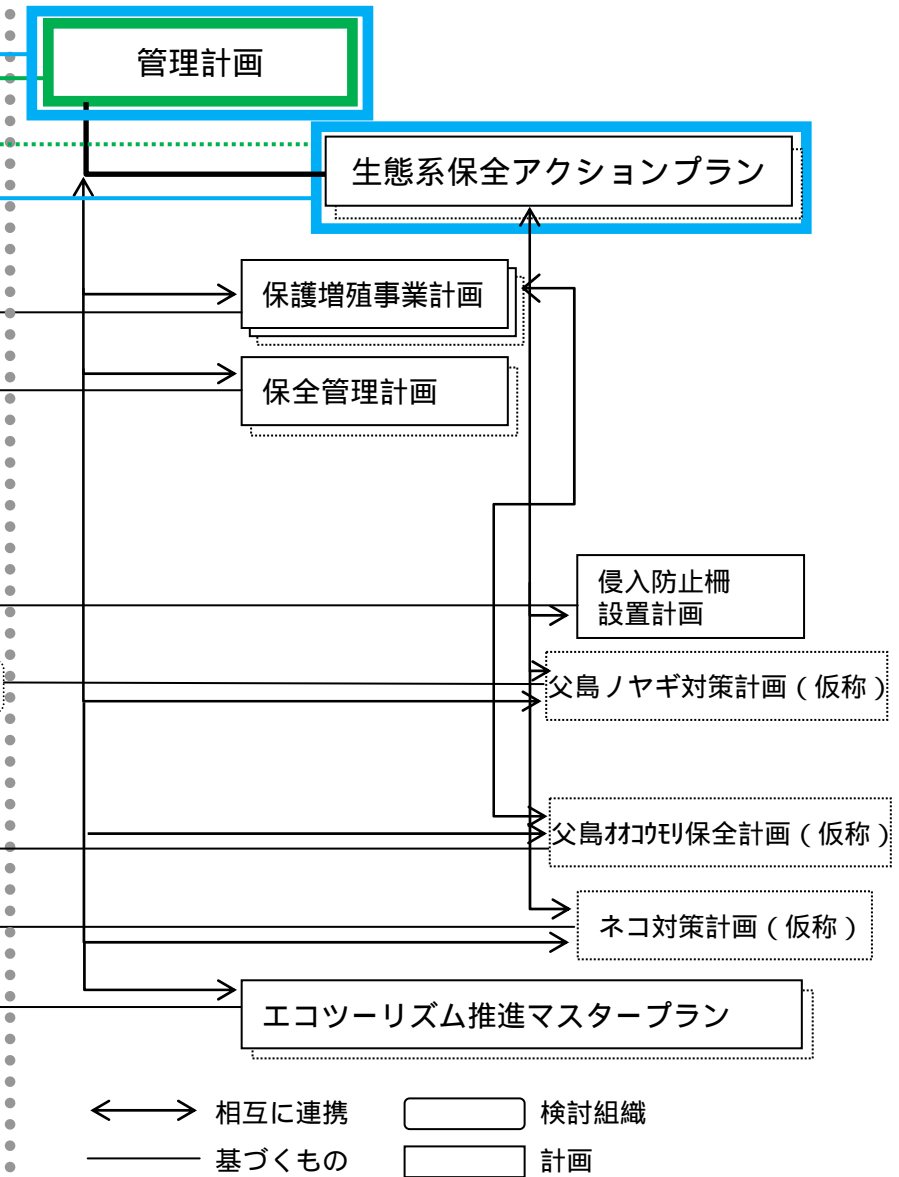 管理計画
生態系保全アクションプラン
保護増殖事業計画
保全管理計画
侵入防止柵
設置計画
父島ノヤギ対策計画（仮称）
父島ｵｵｺｳﾓﾘ保全計画（仮称）
ネコ対策計画（仮称）
エコツーリズム推進マスタープラン
相互に連携
検討組織
基づくもの
計画